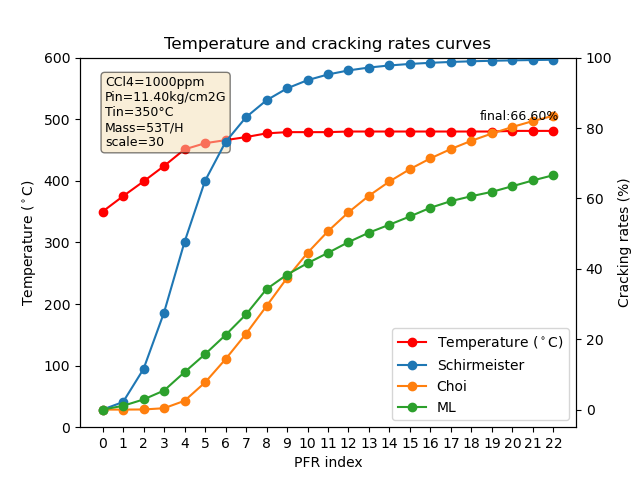 Temperature and cracking rates curves
CCl4=1000ppm
Pin=11.40kg/cm2G
Tin=350°C
Mass=53T/H
scale=30
final:66.60%
600
500
400
300
200
100
0
Temperature (°C)
100
80
60
40
20
0
Cracking rates (%)
Temperature (°C)
Schirmeister
Choi
ML
0 1 2 3 4 5 6 7 8 9 10 11 12 13 14 15 16 17 18 19 20 21 22
PFR index